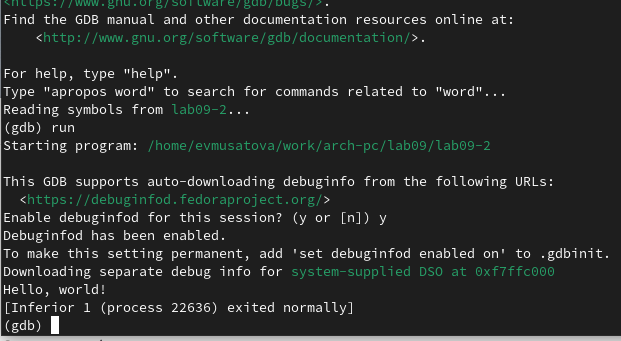 <https://www.gnu.org/software/gdb/bugs/>.
Find the GDB manual and other documentation resources online at:
<http://www.gnu.org/software/gdb/documentation/>.
For help, type "help".
Type "apropos word" to search for commands related to "word"...
Reading symbols from lab09-2...
(gdb) run
Starting program: /home/evmusatova/work/arch-pc/lab09/lab09-2
This GDB supports auto-downloading debuginfo from the following URLs:
<https://debuginfod.fedoraproject.org/>
Enable debuginfod for this session? (y or [n]) y
Debuginfod has been enabled.
To make this setting permanent, add 'set debuginfod enabled on' to .gdbinit.
Downloading separate debug info for system-supplied DSO at 0xf7ffc000
Hello, world!
[Inferior 1 (process 22636) exited normally]
(gdb)